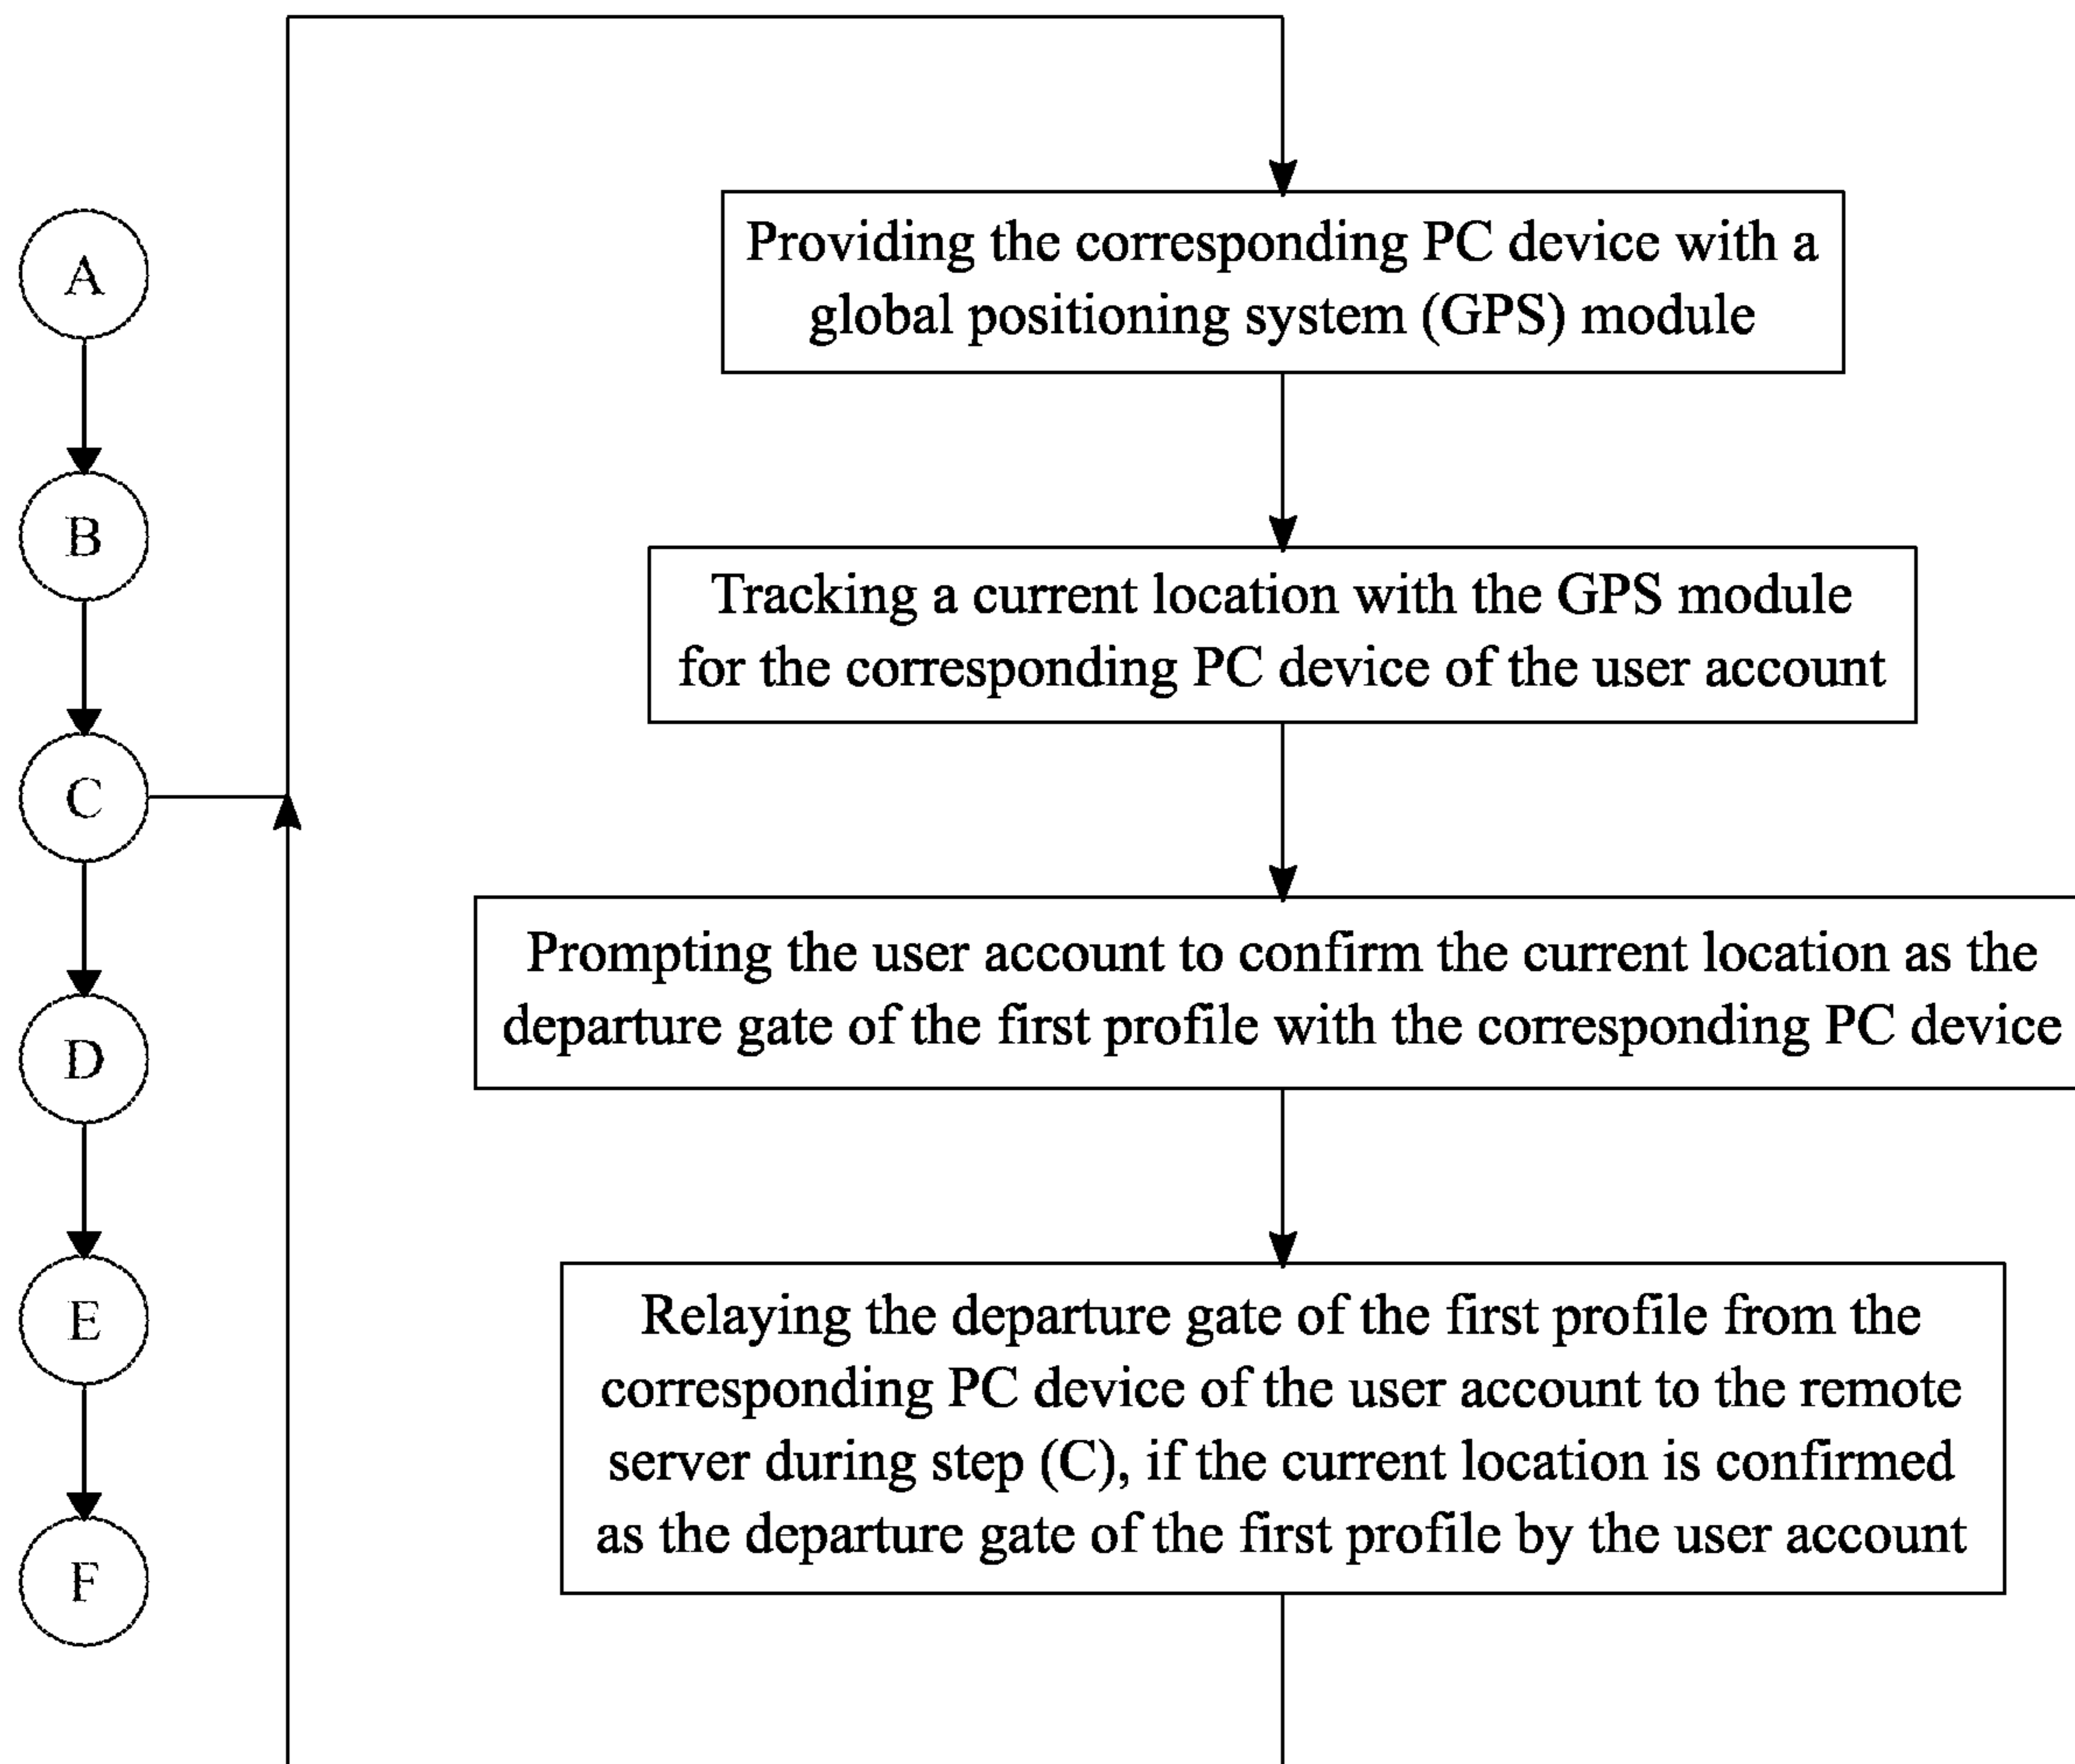 A
B
C
D
E
F
Providing the corresponding PC device with a
global positioning system (GPS) module
Tracking a current location with the GPS module
for the corresponding PC device of the user account
Prompting the user account to confirm the current location as the
departure gate of the first profile with the corresponding PC device
Relaying the departure gate of the first profile from the
corresponding PC device of the user account to the remote
server during step (C), if the current location is confirmed
as the departure gate of the first profile by the user account